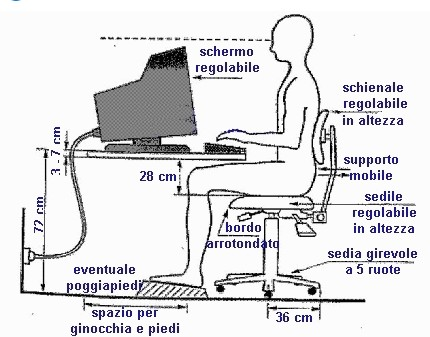 schermo
regolabile
schienale
regolabile
in altezza
3 - 7 cm
28 cm
supporto
mobile
sedile
regolabile
in altezza
72 cm
bordo
arrotondato
sedia girevole
a 5 ruote
eventuale
poggiapiedi
spazio per
ginocchia e piedi
36 cm